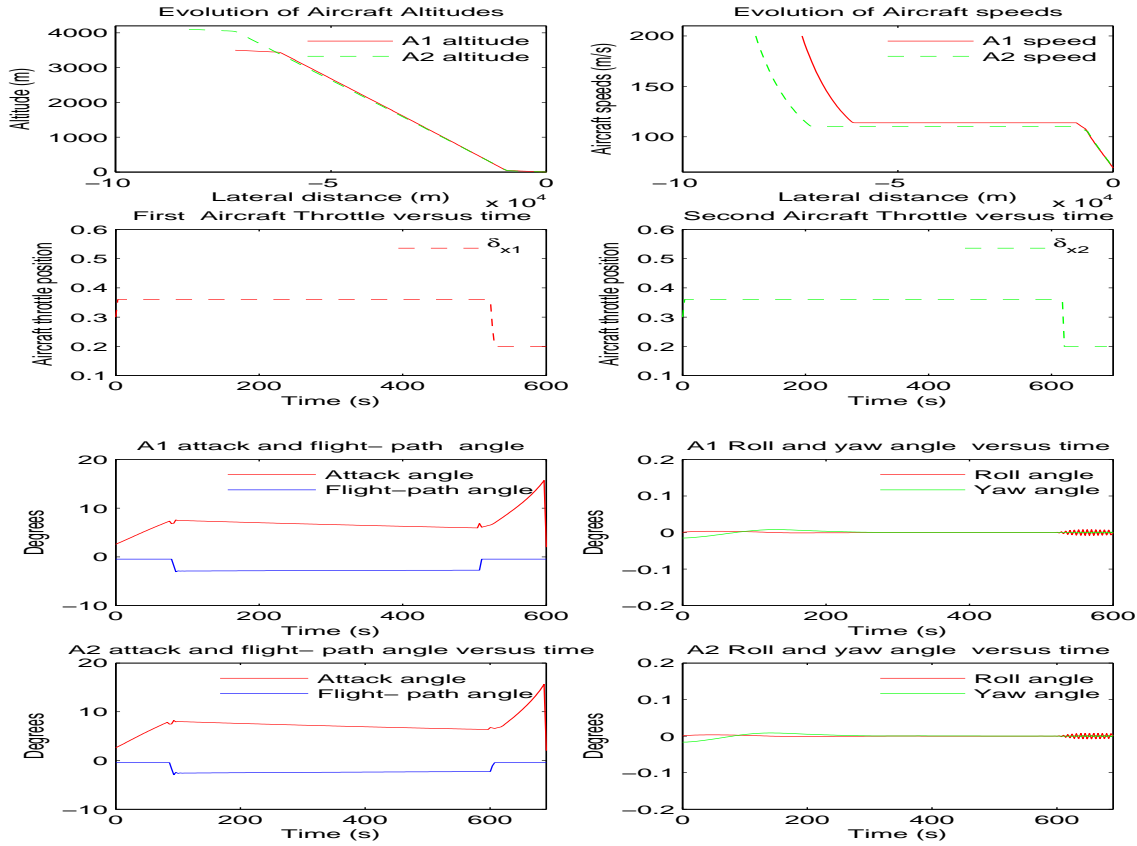 Evolution of Aircraft Altitudes
4000
3000
2000
1000
0
Altitude (m)
A1 altitude
A2 altitude
−10
−5
0
Lateral distance (m)
x 10^4
Evolution of Aircraft speeds
200
150
100
Aircraft speeds (m/s)
A1 speed
A2 speed
−10
−5
0
Lateral distance (m)
x 10^4
First Aircraft Throttle versus time
0.6
0.5
0.4
0.3
0.2
0.1
Aircraft throttle position
δx1
0
200
400
600
Time (s)
Second Aircraft Throttle versus time
0.6
0.5
0.4
0.3
0.2
0.1
Aircraft throttle position
δx2
0
200
400
600
Time (s)
A1 attack and flight− path angle
20
10
0
−10
Degrees
Attack angle
Flight−path angle
0
200
400
600
Time (s)
A1 Roll and yaw angle versus time
0.2
0.1
0
−0.1
−0.2
Degrees
Roll angle
Yaw angle
0
200
400
600
Time (s)
A2 attack and flight− path angle versus time
20
10
0
−10
Degrees
Attack angle
Flight− path angle
0
200
400
600
Time (s)
A2 Roll and yaw angle versus time
0.2
0.1
0
−0.1
−0.2
Degrees
Roll angle
Yaw angle
0
200
400
600
Time (s)